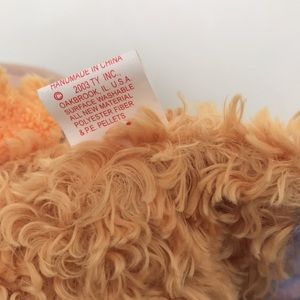 HANDMADE IN CHINA
© 2003 TY INC.,
OAKBROOK, IL U.S.A.
SURFACE WASHABLE
ALL NEW MATERIAL
POLYESTER FIBER
& P.E. PELLETS